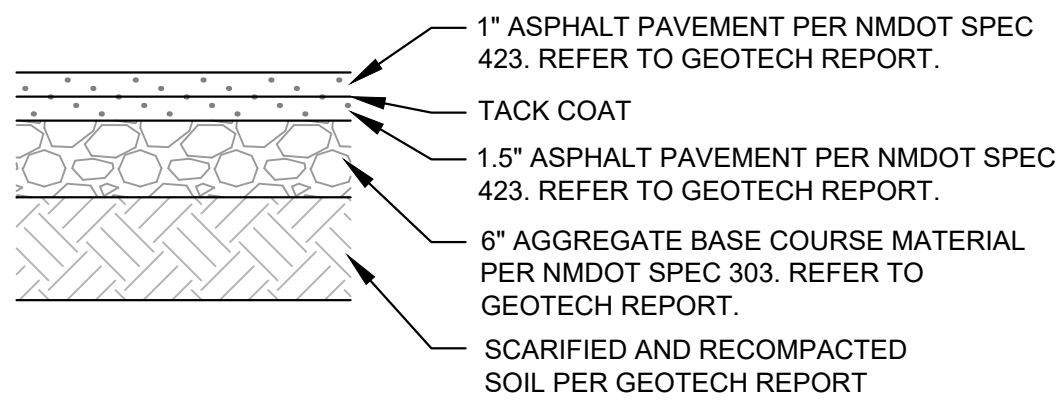 1" ASPHALT PAVEMENT PER NMDOT SPEC
423. REFER TO GEOTECH REPORT.
TACK COAT
1.5" ASPHALT PAVEMENT PER NMDOT SPEC
423. REFER TO GEOTECH REPORT.
6" AGGREGATE BASE COURSE MATERIAL
PER NMDOT SPEC 303. REFER TO
GEOTECH REPORT.
SCARIFIED AND RECOMPACTED
SOIL PER GEOTECH REPORT